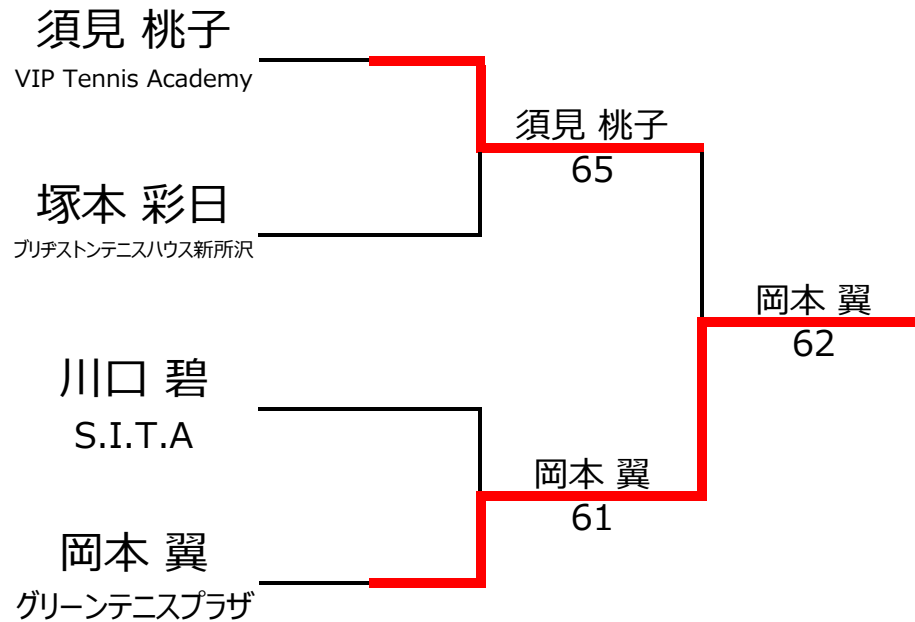 須見 桃子
VIP Tennis Academy
須見 桃子
65
塚本 彩日
ブリヂストンテニスハウス新所沢
岡本 翼
62
川口 碧
S.I.T.A
岡本 翼
61
岡本 翼
グリーンテニスプラザ